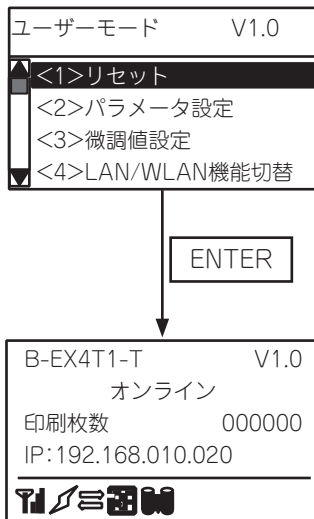 ユーザーモード V1.0
<1>リセット
<2>パラメータ設定
<3>微調値設定
<4>LAN/WLAN機能切替
ENTER
B-EX4T1-T V1.0
オンライン
印刷枚数 000000
IP:192.168.010.020